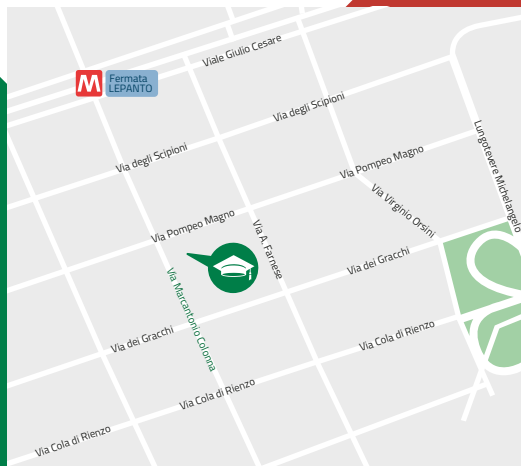 Viale Giulio Cesare
M
Fermata
LEPANTO
Via degli Scipioni
Via degli Scipioni
Via Pompeo Magno
Lungotevere Michelangelo
Via Virginio Orsini
Via Pompeo Magno
Via A. Farnese
Via dei Gracchi
Via Marcantonio Colonna
Via dei Gracchi
Via Cola di Rienzo
Via Cola di Rienzo
Via Cola di Rienzo